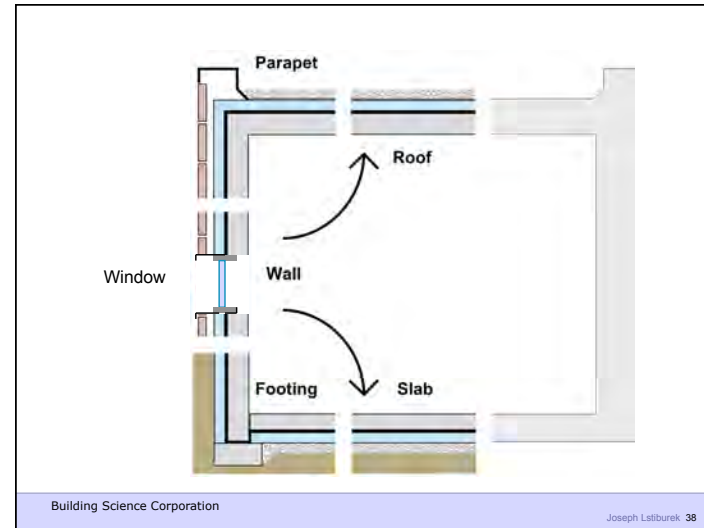 Parapet
Roof
Window
Wall
Footing
Slab
Building Science Corporation
Joseph Lstiburek 38